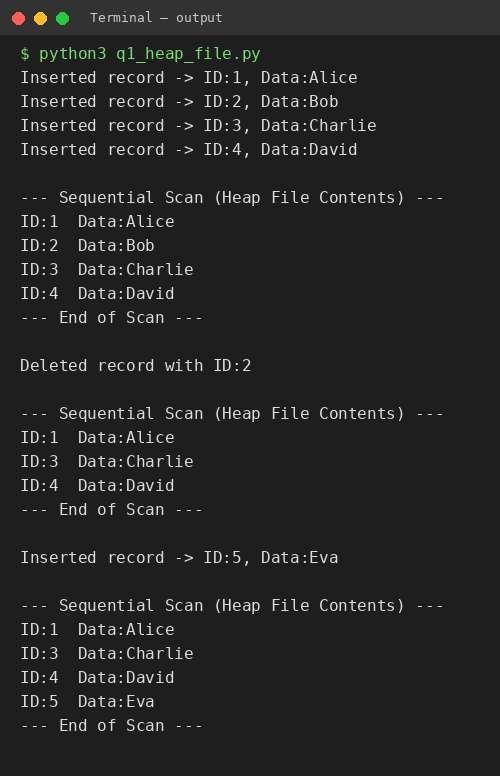 Terminal — output
$ python3 q1_heap_file.py
Inserted record -> ID:1, Data:Alice
Inserted record -> ID:2, Data:Bob
Inserted record -> ID:3, Data:Charlie
Inserted record -> ID:4, Data:David
--- Sequential Scan (Heap File Contents) ---
ID:1  Data:Alice
ID:2  Data:Bob
ID:3  Data:Charlie
ID:4  Data:David
--- End of Scan ---
Deleted record with ID:2
--- Sequential Scan (Heap File Contents) ---
ID:1  Data:Alice
ID:3  Data:Charlie
ID:4  Data:David
--- End of Scan ---
Inserted record -> ID:5, Data:Eva
--- Sequential Scan (Heap File Contents) ---
ID:1  Data:Alice
ID:3  Data:Charlie
ID:4  Data:David
ID:5  Data:Eva
--- End of Scan ---